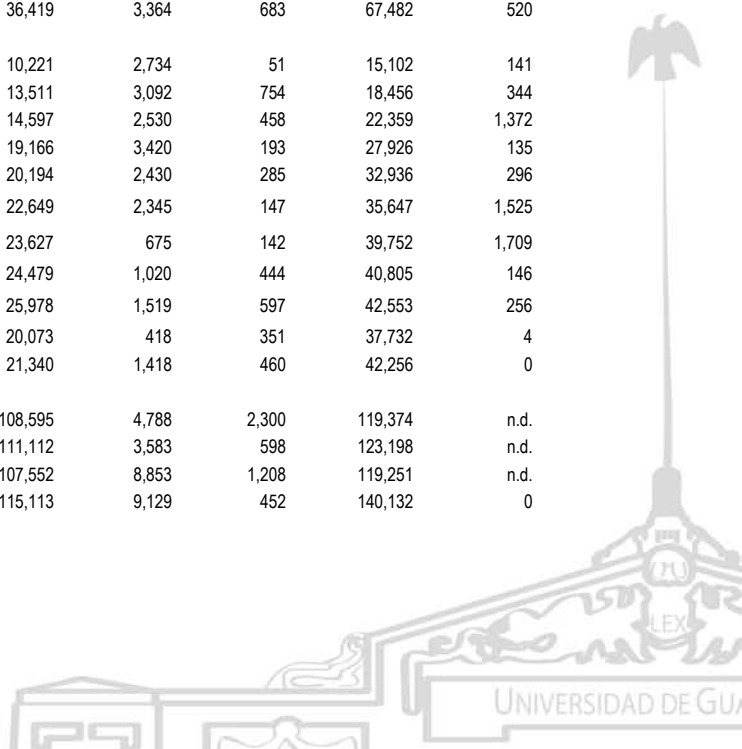 36,419 3,364 683 67,482 520
10,221 2,734 51 15,102 141
13,511 3,092 754 18,456 344
14,597 2,530 458 22,359 1,372
19,166 3,420 193 27,926 135
20,194 2,430 285 32,936 296
22,649 2,345 147 35,647 1,525
23,627 675 142 39,752 1,709
24,479 1,020 444 40,805 146
25,978 1,519 597 42,553 256
20,073 418 351 37,732 4
21,340 1,418 460 42,256 0
108,595 4,788 2,300 119,374 n.d.
111,112 3,583 598 123,198 n.d.
107,552 8,853 1,208 119,251 n.d.
115,113 9,129 452 140,132 0
LEX
UNIVERSIDAD DE GUA